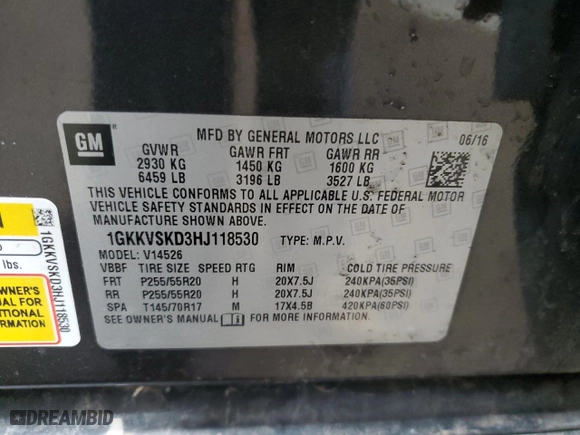 GM
MFD BY GENERAL MOTORS LLC 06/16
GVWR GAWR FRT GAWR RR
2930 KG 1450 KG 1600 KG
6459 LB 3196 LB 3527 LB
THIS VEHICLE CONFORMS TO ALL APPLICABLE U.S. FEDERAL MOTOR
VEHICLE SAFETY STANDARDS IN EFFECT ON THE DATE OF
MANUFACTURE SHOWN ABOVE.
1GKKVSKD3HJ118530 TYPE: M.P.V.
MODEL: V14526
VBBF TIRE SIZE SPEED RTG RIM COLD TIRE PRESSURE
FRT P255/55R20 H 20X7.5J 240KPA(35PSI)
RR P255/55R20 H 20X7.5J 240KPA(35PSI)
SPA T145/70R17 M 17X4.5B 420KPA(60PSI)
SEE OWNER'S MANUAL FOR MORE INFORMATION
1GKKVSKD3HJ118530
lbs.
OWNER'S
MANUAL FOR
ADDITIONAL
DREAMBID